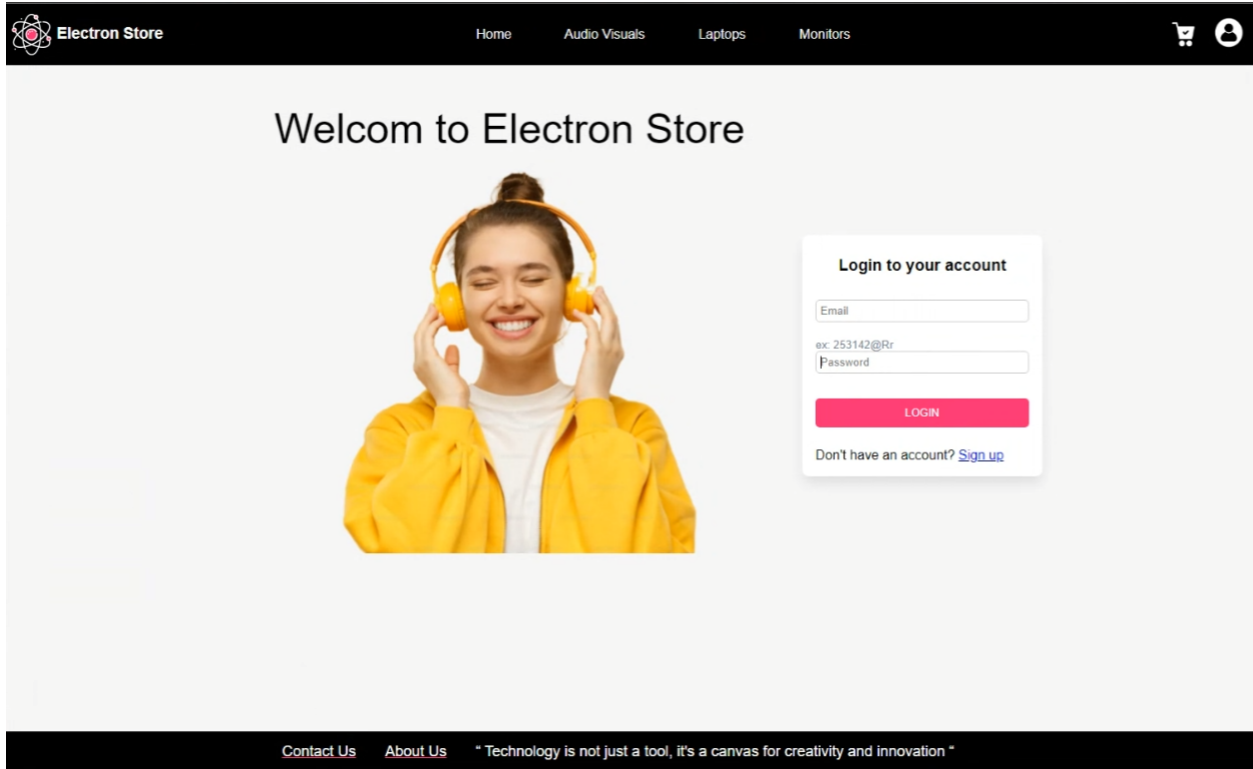 Electron Store
Home
Audio Visuals
Laptops
Monitors
Welcom to Electron Store
Login to your account
Email
ex: 253142@Rr
Password
LOGIN
Don't have an account? Sign up
Contact Us
About Us
“ Technology is not just a tool, it's a canvas for creativity and innovation “